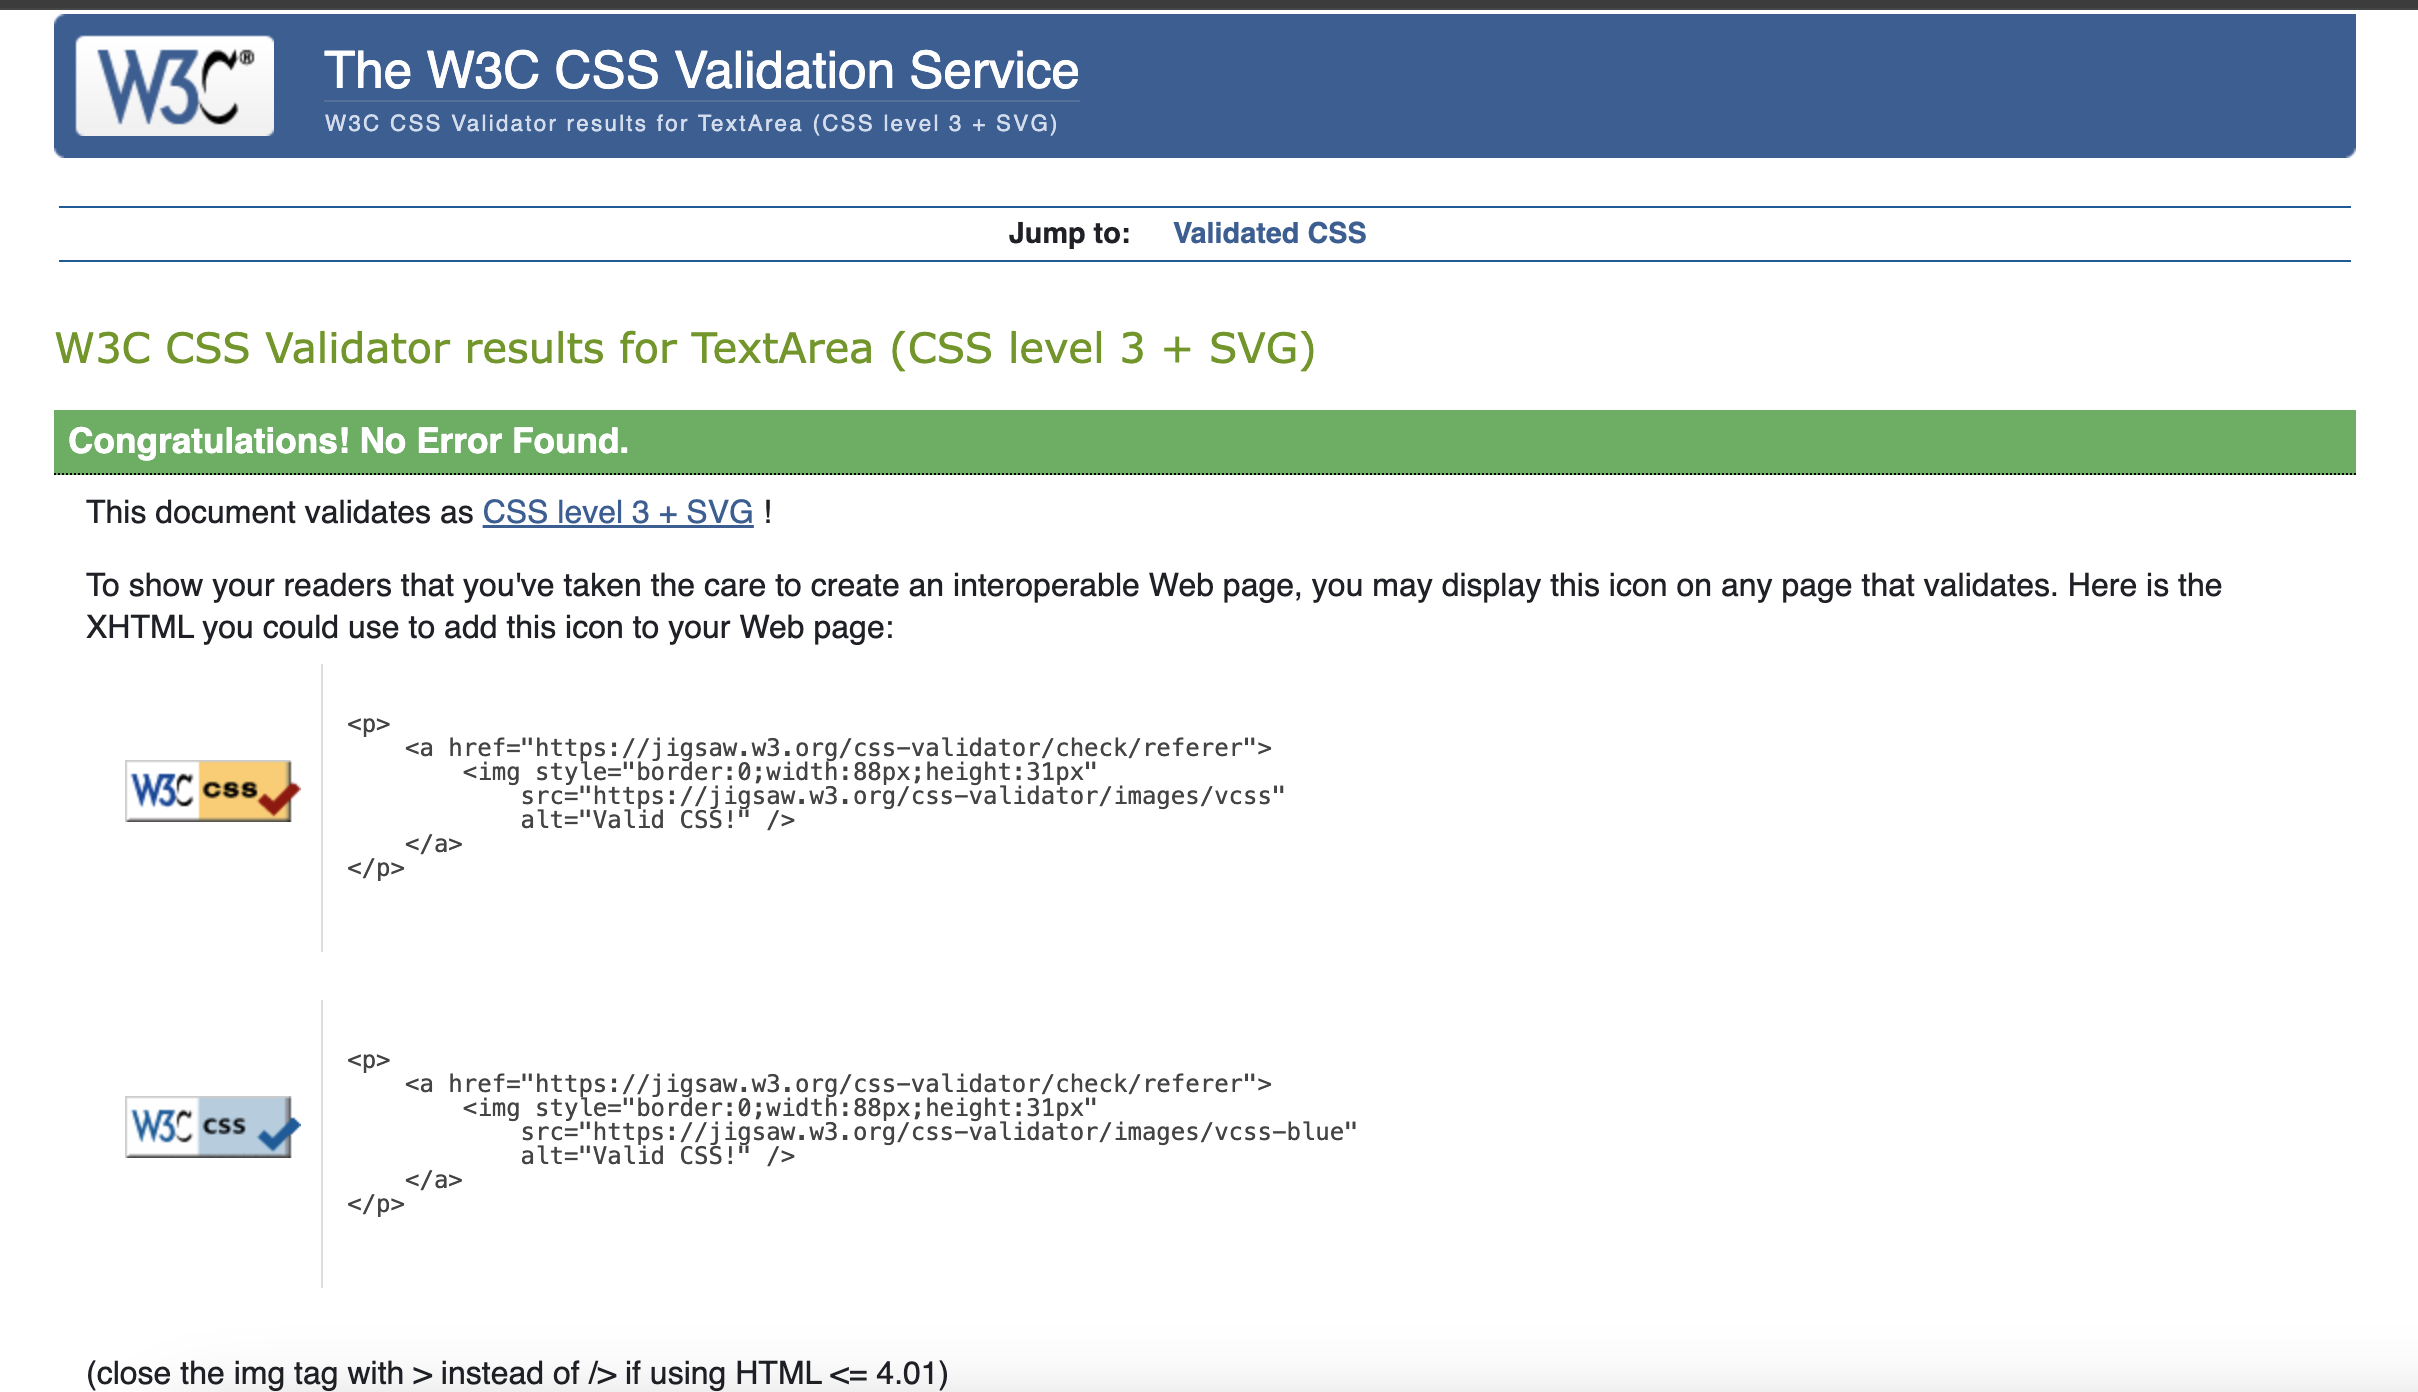 W3C®
The W3C CSS Validation Service
W3C CSS Validator results for TextArea (CSS level 3 + SVG)
Jump to: Validated CSS
W3C CSS Validator results for TextArea (CSS level 3 + SVG)
Congratulations! No Error Found.
This document validates as CSS level 3 + SVG !
To show your readers that you've taken the care to create an interoperable Web page, you may display this icon on any page that validates. Here is the
XHTML you could use to add this icon to your Web page:
W3C css
<p>
    <a href="https://jigsaw.w3.org/css-validator/check/referer">
        <img style="border:0;width:88px;height:31px"
            src="https://jigsaw.w3.org/css-validator/images/vcss"
            alt="Valid CSS!" />
    </a>
</p>
W3C css
<p>
    <a href="https://jigsaw.w3.org/css-validator/check/referer">
        <img style="border:0;width:88px;height:31px"
            src="https://jigsaw.w3.org/css-validator/images/vcss-blue"
            alt="Valid CSS!" />
    </a>
</p>
(close the img tag with > instead of /> if using HTML <= 4.01)